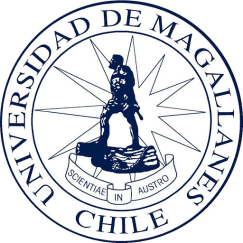 UNIVERSIDAD DE MAGALLANES
CHILE
SCIENTIAE IN AUSTRO